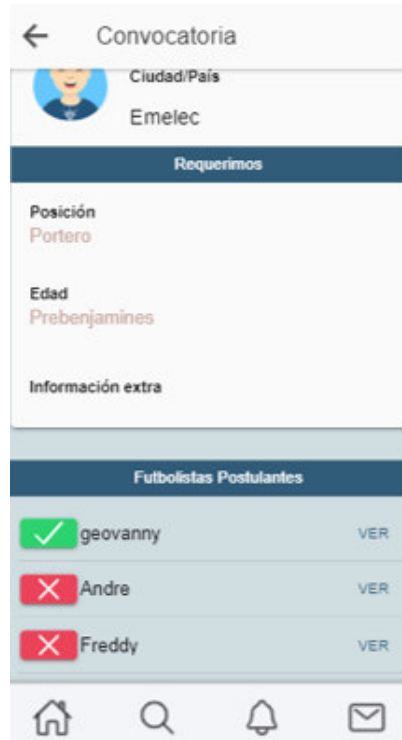 Convocatoria
Ciudad/País
Emelec
Requerimos
Posición
Portero
Edad
Prebenjamines
Información extra
Futbolistas Postulantes
geovanny VER
Andre VER
Freddy VER